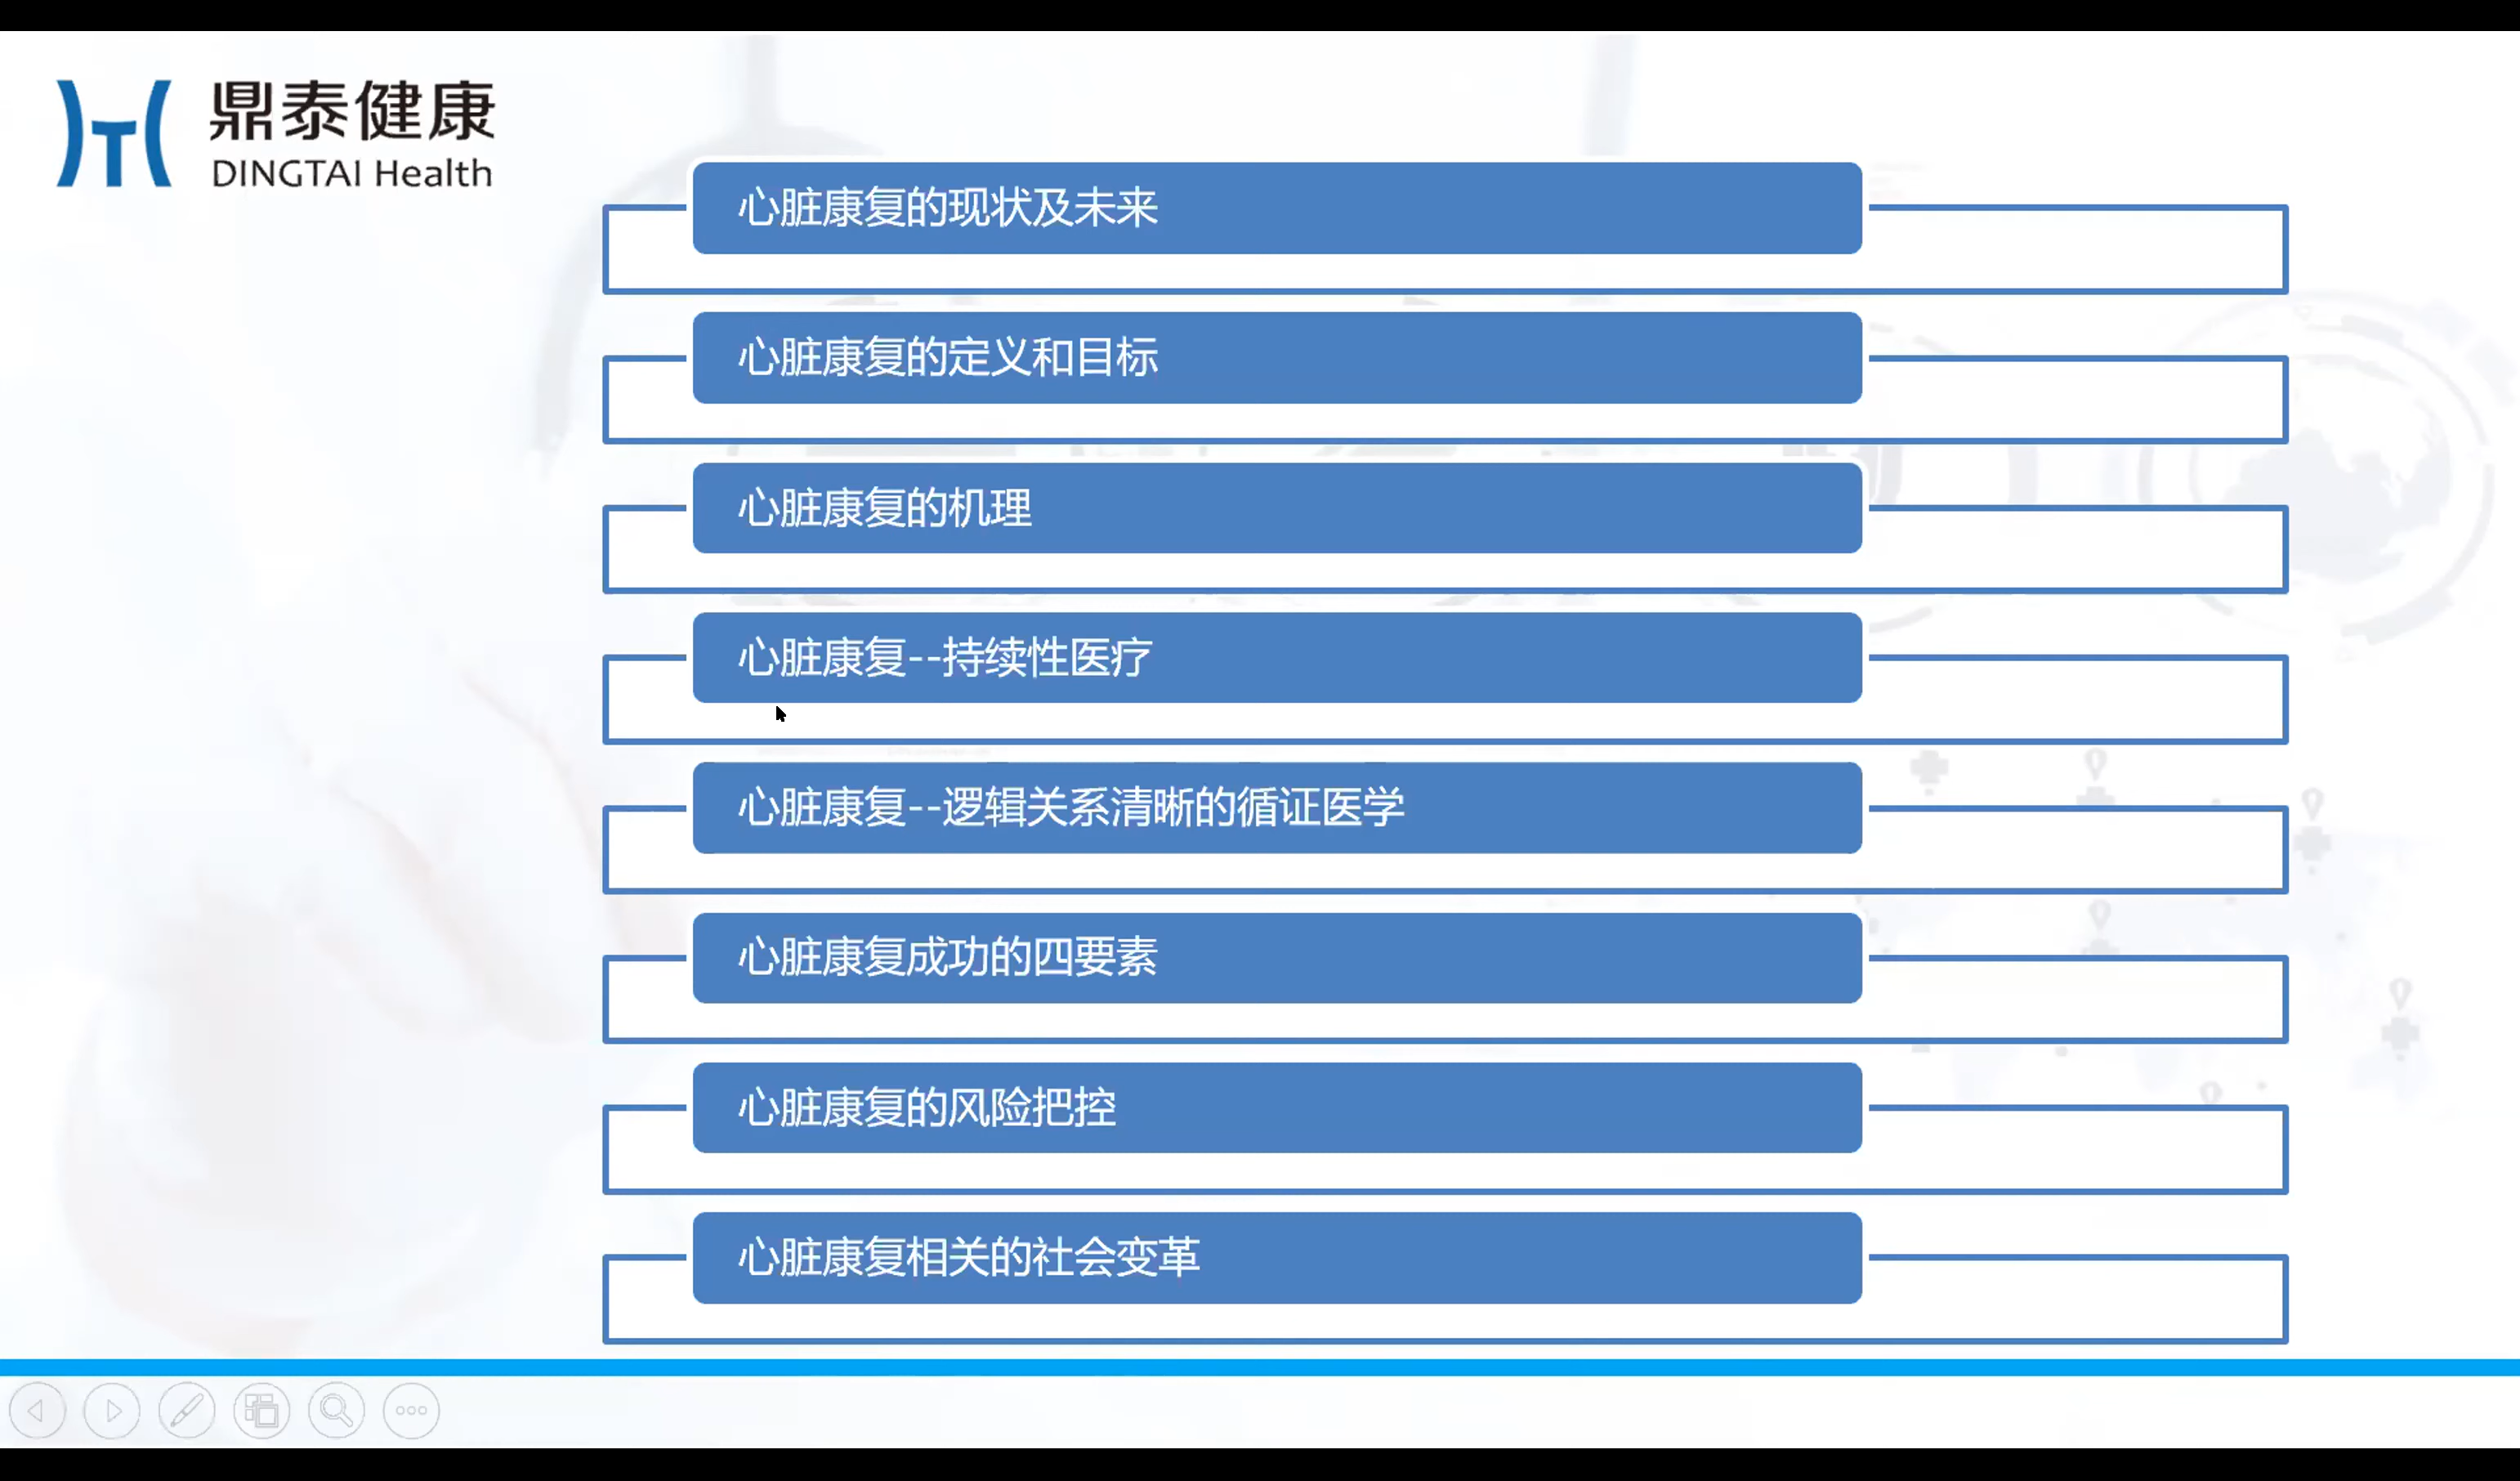 鼎泰健康
DINGTAI Health
心脏康复的现状及未来
心脏康复的定义和目标
心脏康复的机理
心脏康复--持续性医疗
心脏康复--逻辑关系清晰的循证医学
心脏康复成功的四要素
心脏康复的风险把控
心脏康复相关的社会变革